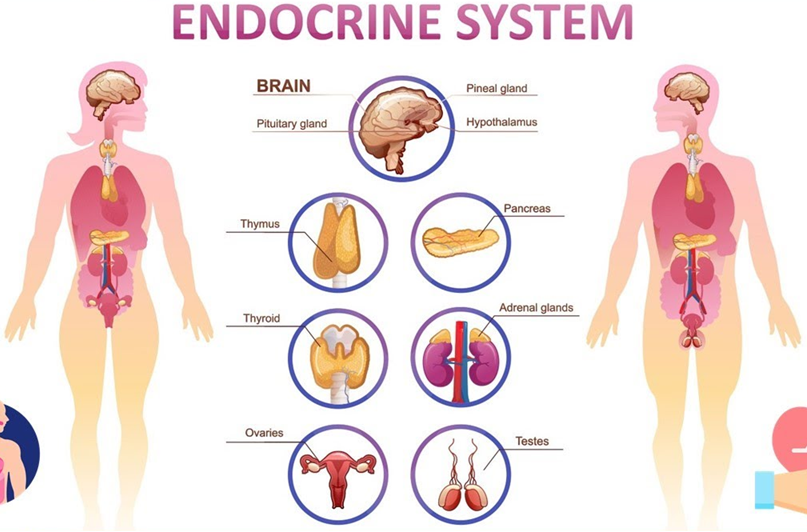 ENDOCRINE SYSTEM
BRAIN
Pineal gland
Pituitary gland
Hypothalamus
Thymus
Pancreas
Thyroid
Adrenal glands
Ovaries
Testes